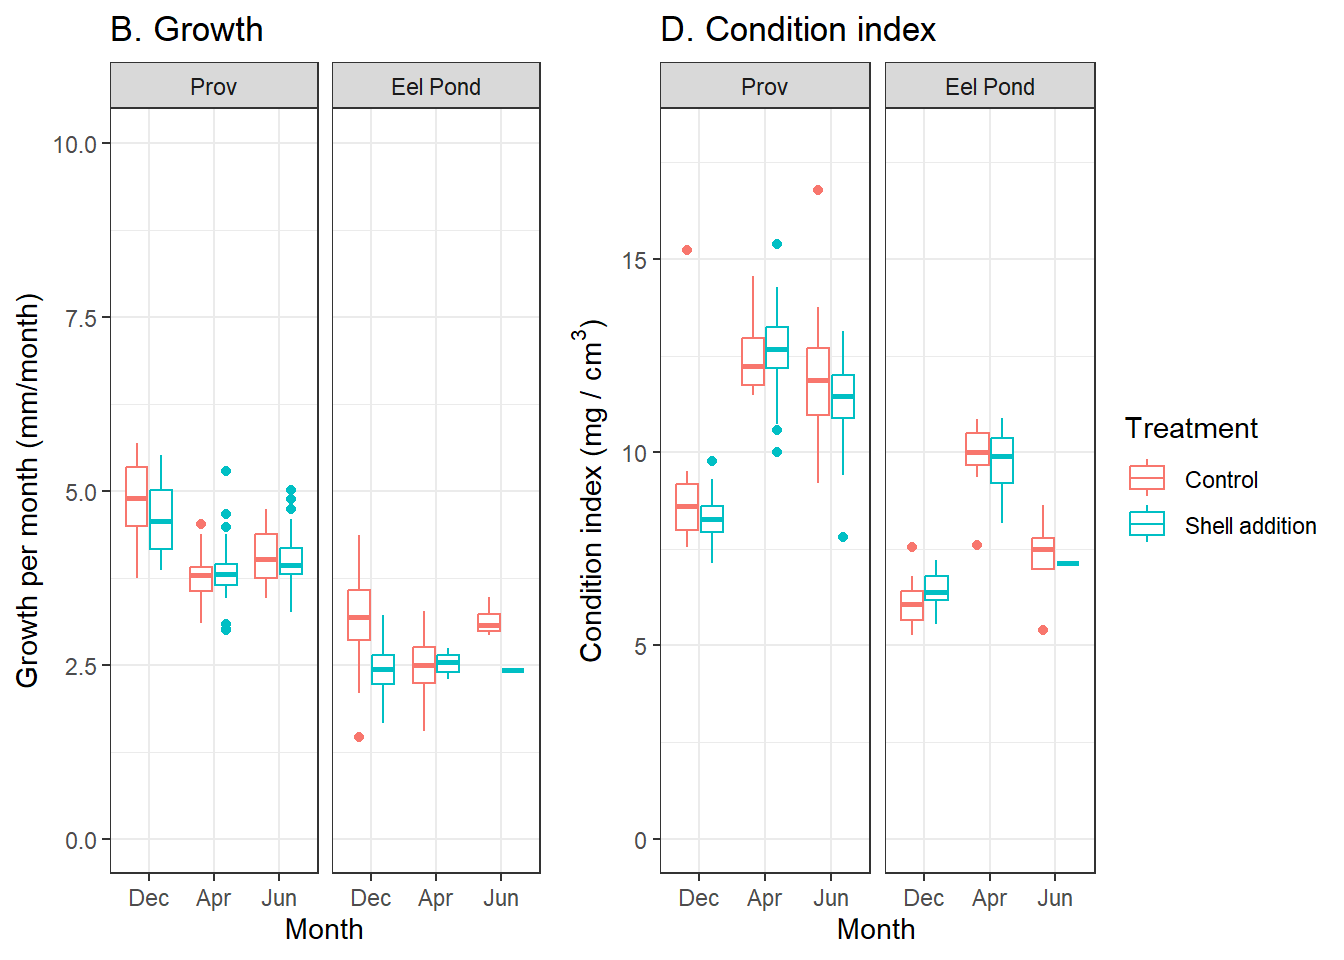 B. Growth
Prov
Eel Pond
10.0
7.5
5.0
2.5
0.0
Growth per month (mm/month)
Dec
Apr
Jun
Dec
Apr
Jun
Month
D. Condition index
Prov
Eel Pond
15
10
5
0
Condition index (mg / cm³)
Dec
Apr
Jun
Dec
Apr
Jun
Month
Treatment
Control
Shell addition